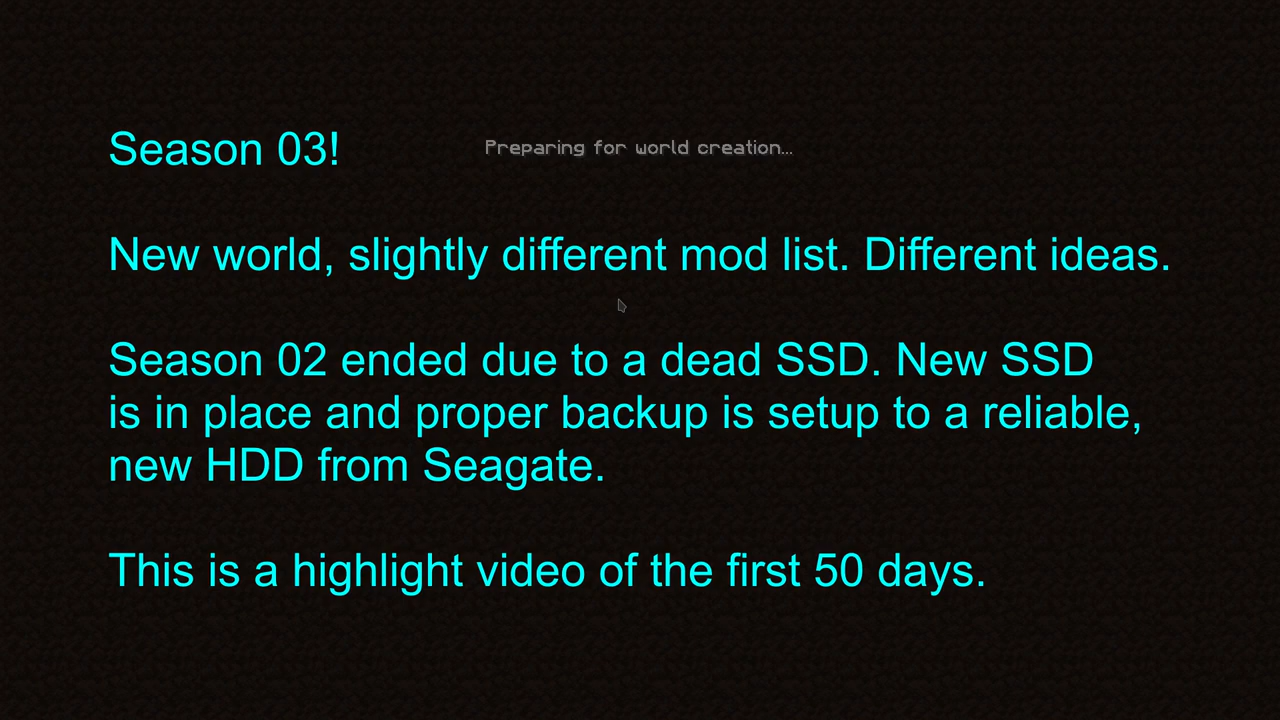 Season 03!
Preparing for world creation...
New world, slightly different mod list. Different ideas.
Season 02 ended due to a dead SSD. New SSD
is in place and proper backup is setup to a reliable,
new HDD from Seagate.
This is a highlight video of the first 50 days.